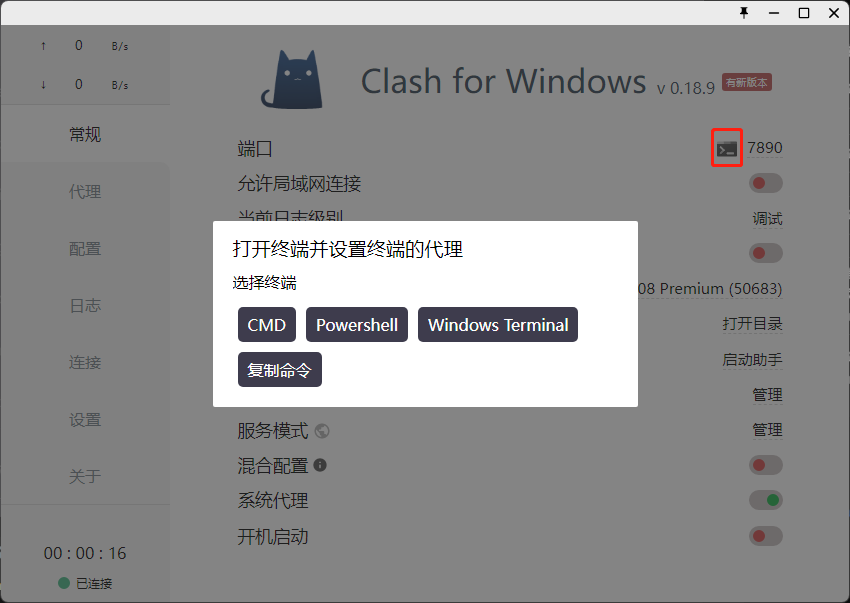 ↑ 0 B/s
↓ 0 B/s
Clash for Windows v 0.18.9 有新版本
常规
端口 7890
代理
允许局域网连接
当前日志级别 调试
配置
打开终端并设置终端的代理
选择终端
日志
08 Premium (50683)
CMD Powershell Windows Terminal
打开目录
连接
启动助手
复制命令
管理
设置
服务模式 管理
混合配置
关于
系统代理
开机启动
00 : 00 : 16
已连接